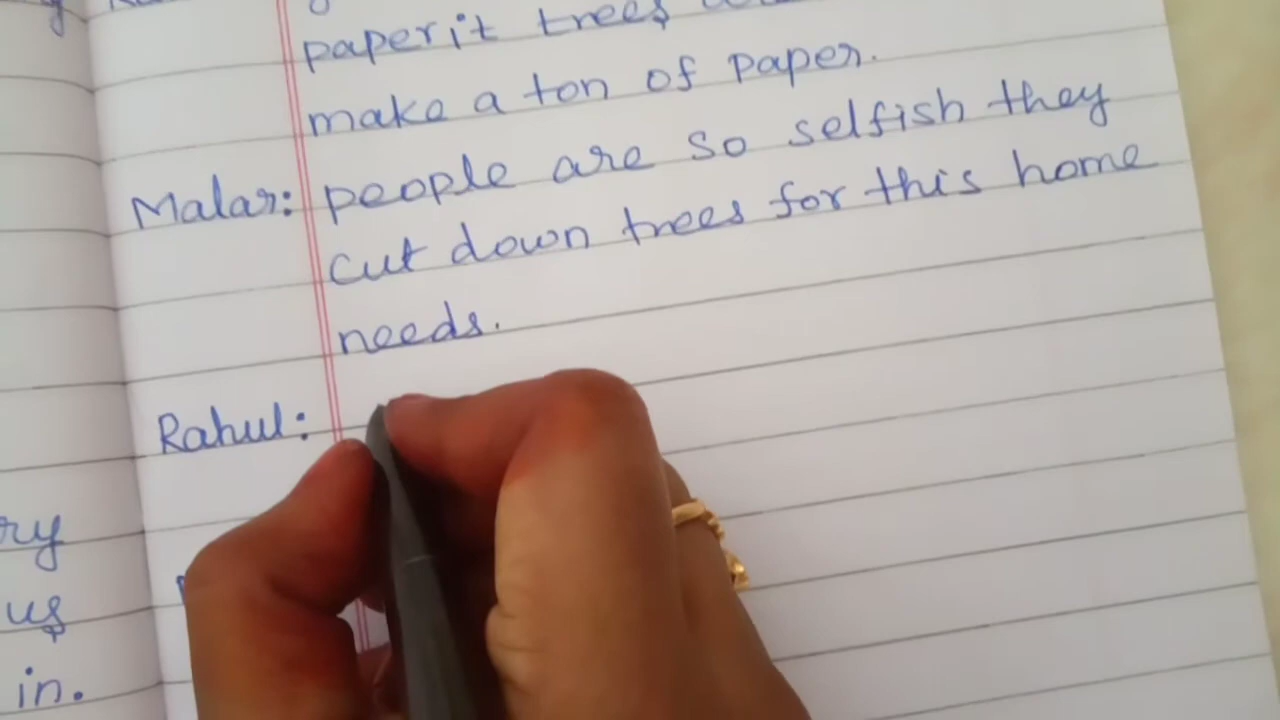 paper it trees
make a ton of paper.
Malar: people are so selfish they
cut down trees for this home
needs.
Rahul:
ry
us
in.